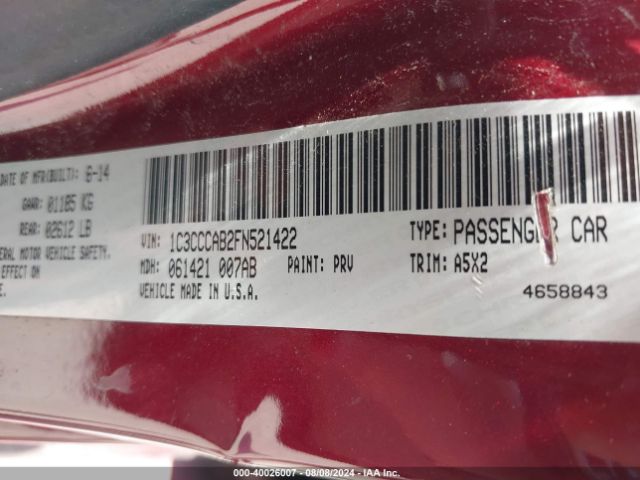 DATE OF MFR(BUILT): 6-14
GAWR: 01185 KG
REAR: 02612 LB
MOTOR VEHICLE SAFETY.
EFFECT ON
VIN: 1C3CCCAB2FN521422
TYPE: PASSENGER CAR
MDH: 061421 007AB
PAINT: PRV
TRIM: A5X2
VEHICLE MADE IN U.S.A.
4658843
000-40026007 - 08/08/2024 - IAA Inc.